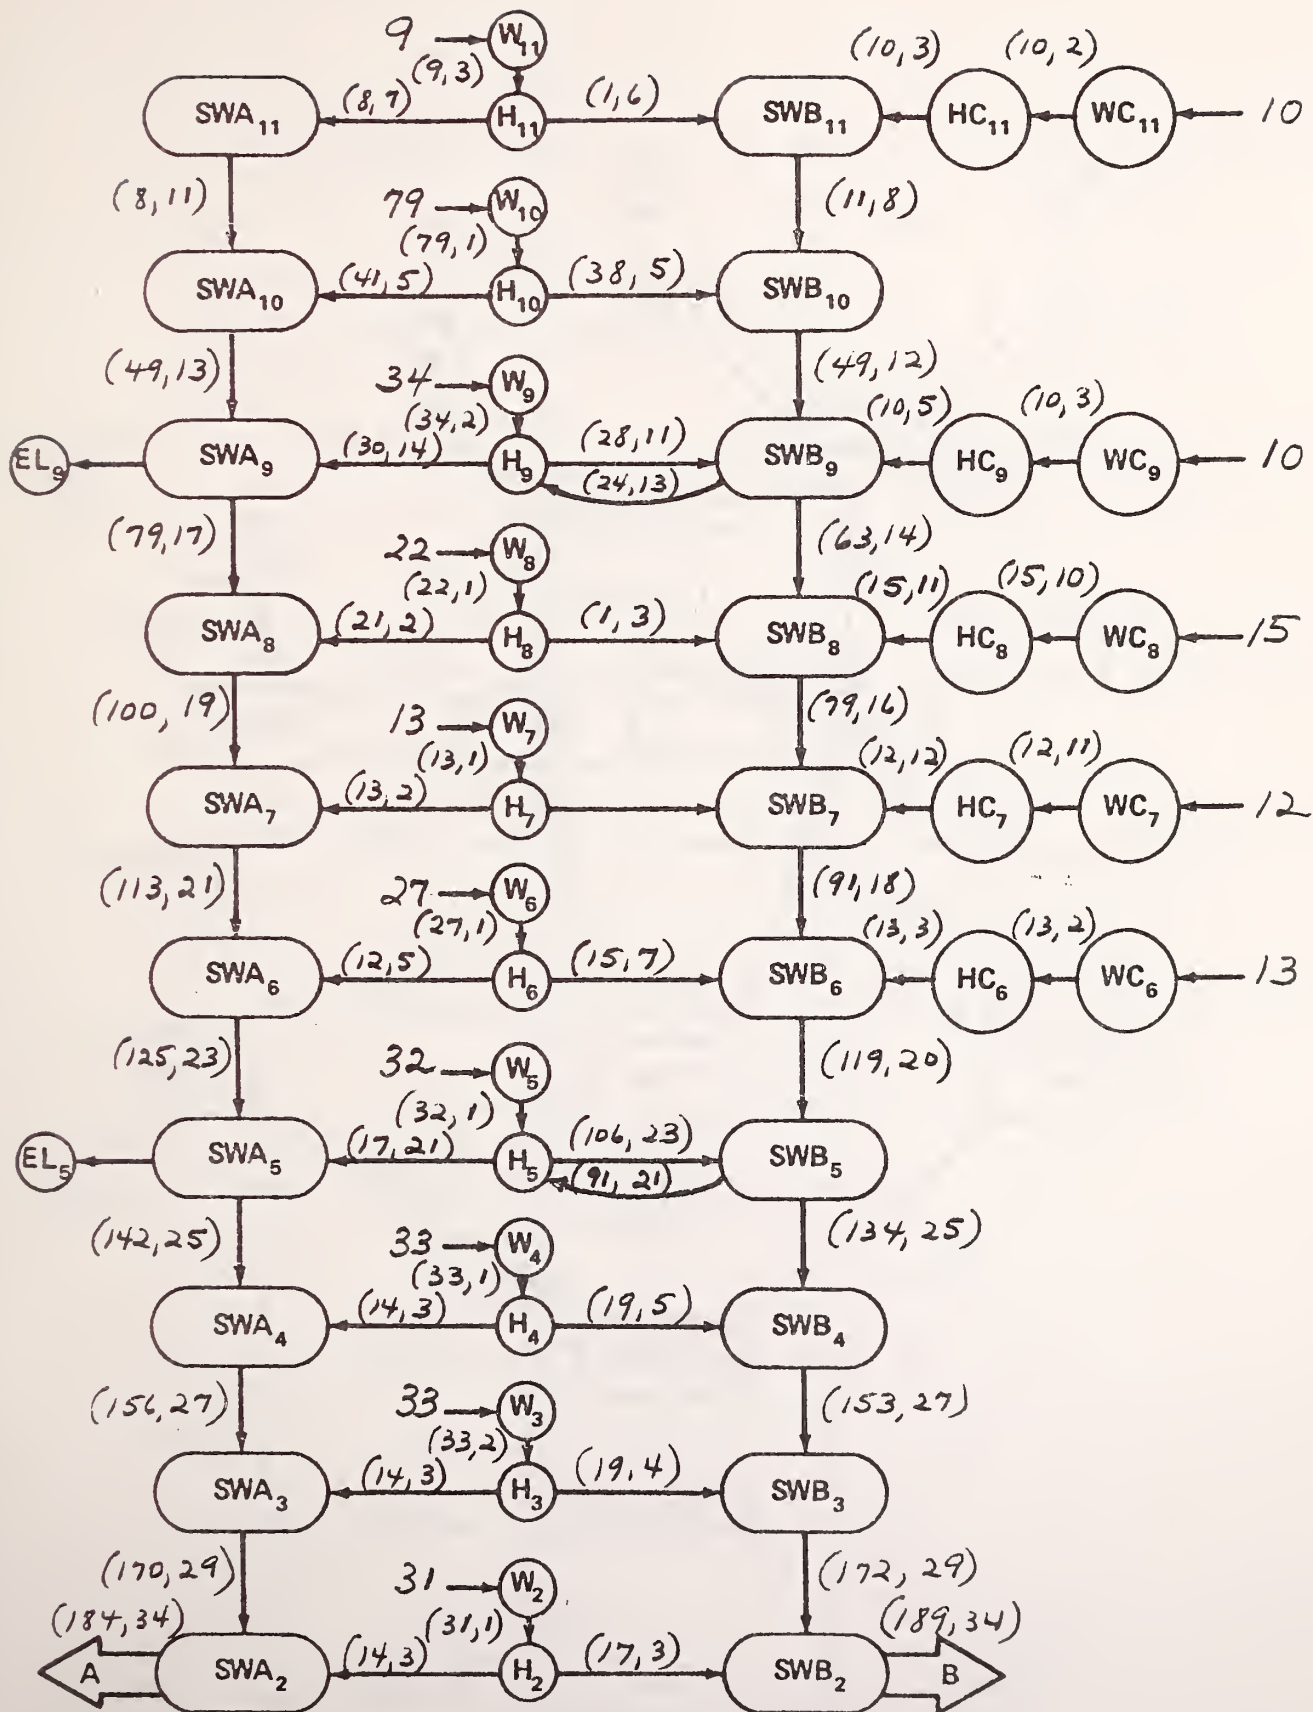 9 W11
(9,3) (10,3) (10,2)
SWA11 (8,7) H11 (1,6) SWB11 HC11 WC11 10
(8,11) 79 W10 (11,8)
(79,1)
SWA10 (41,5) H10 (38,5) SWB10
(49,13) 34 W9 (49,12)
(34,2) (10,5) (10,3)
EL9 SWA9 (30,14) H9 (28,11) SWB9 HC9 WC9 10
(24,13)
(79,17) 22 W8 (63,14)
(22,1) (15,11) (15,10)
SWA8 (21,2) H8 (1,3) SWB8 HC8 WC8 15
(100,19) 13 W7 (79,16)
(13,1) (12,12) (12,11)
SWA7 (13,2) H7 SWB7 HC7 WC7 12
(113,21) 27 W6 (91,18)
(27,1) (13,3) (13,2)
SWA6 (12,5) H6 (15,7) SWB6 HC6 WC6 13
(125,23) 32 W5 (119,20)
(32,1)
EL5 SWA5 (17,21) H5 (106,23) SWB5
(91,21)
(142,25) 33 W4 (134,25)
(33,1)
SWA4 (14,3) H4 (19,5) SWB4
(156,27) 33 W3 (153,27)
(33,2)
SWA3 (14,3) H3 (19,4) SWB3
(170,29) 31 W2 (172,29)
(184,34) (31,1) (189,34)
A SWA2 (14,3) H2 (17,3) SWB2 B